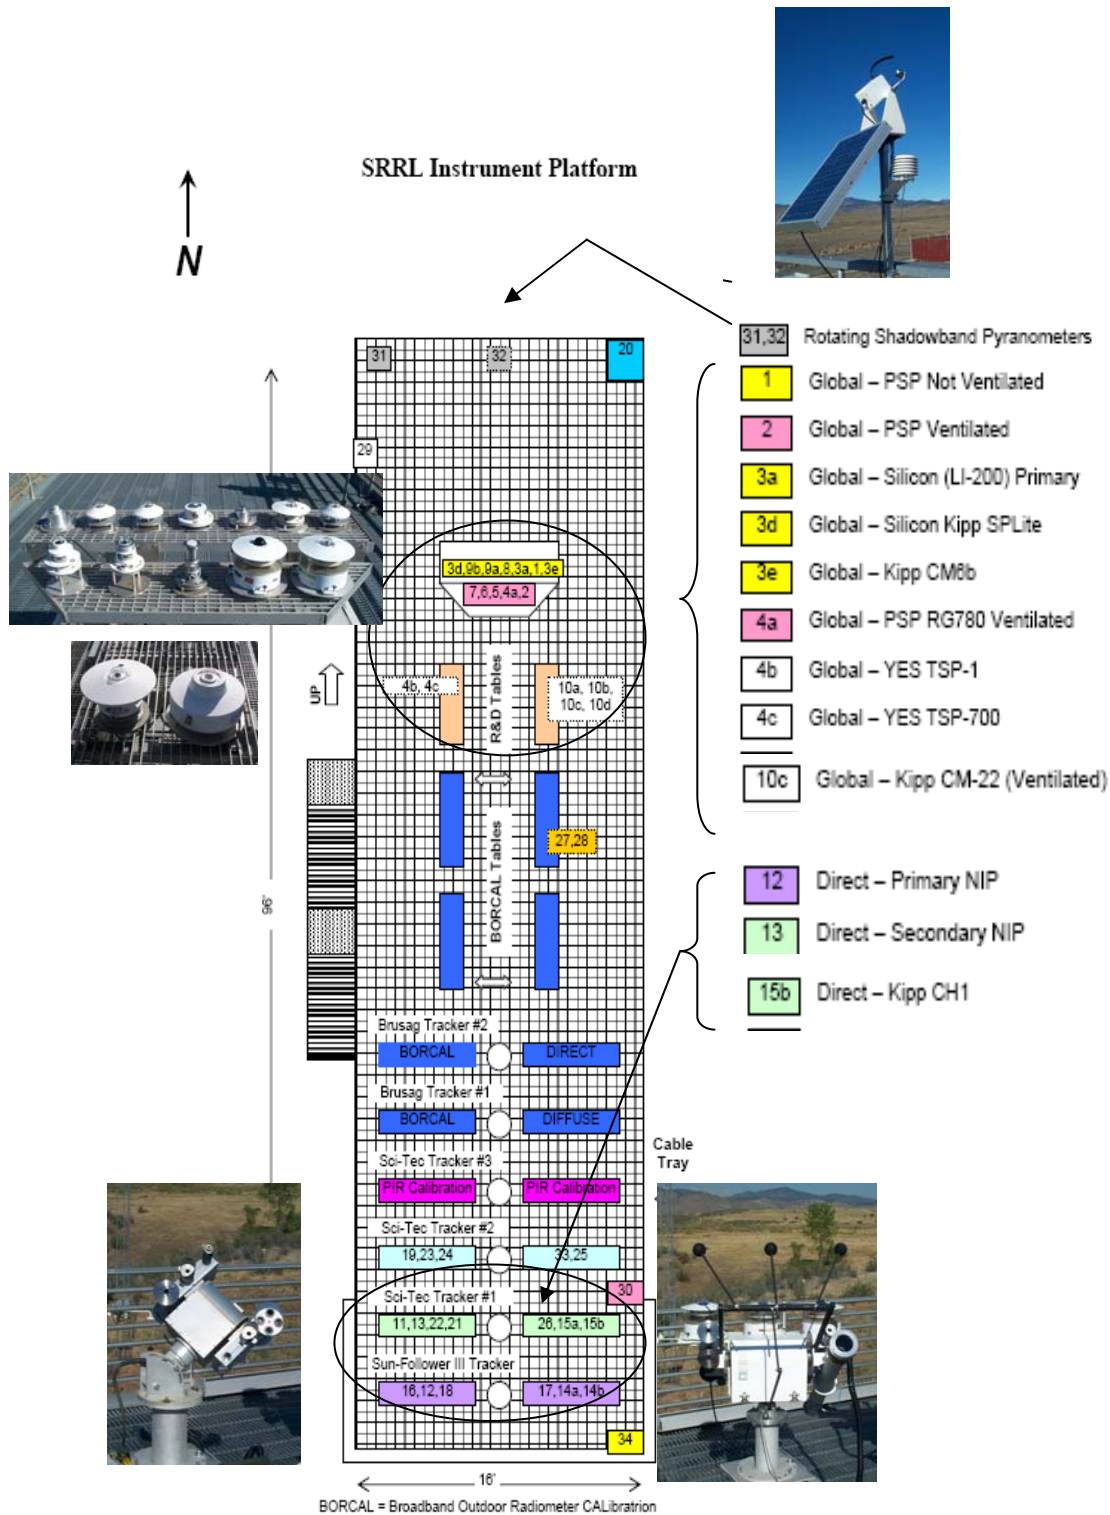 SRRL Instrument Platform
N
31
32
20
31,32 Rotating Shadowband Pyranometers
1 Global – PSP Not Ventilated
2 Global – PSP Ventilated
3a Global – Silicon (LI-200) Primary
3d Global – Silicon Kipp SPLite
3e Global – Kipp CM6b
4a Global – PSP RG780 Ventilated
4b Global – YES TSP-1
4c Global – YES TSP-700
10c Global – Kipp CM-22 (Ventilated)
12 Direct – Primary NIP
13 Direct – Secondary NIP
15b Direct – Kipp CH1
29
3d,9b,9a,8,3a,1,3e
7,6,5,4a,2
UP
4b, 4c
R&D Tables
10a, 10b,
10c, 10d
27,28
BORCAL Tables
96'
Brusag Tracker #2
BORCAL
DIRECT
Brusag Tracker #1
BORCAL
DIFFUSE
Cable
Tray
Sci-Tec Tracker #3
PIR Calibration
PIR Calibration
Sci-Tec Tracker #2
19,23,24
33,25
30
Sci-Tec Tracker #1
11,13,22,21
26,15a,15b
Sun-Follower III Tracker
16,12,18
17,14a,14b
34
16'
BORCAL = Broadband Outdoor Radiometer CALibratrion